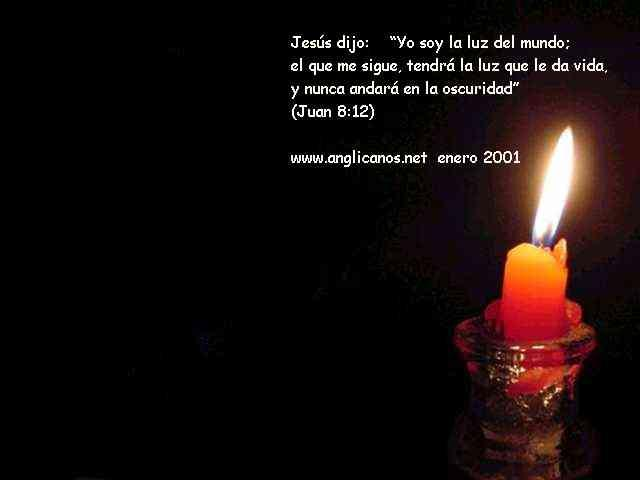 Jesús dijo: “Yo soy la luz del mundo;
el que me sigue, tendrá la luz que le da vida,
y nunca andará en la oscuridad”
(Juan 8:12)
www.anglicanos.net enero 2001